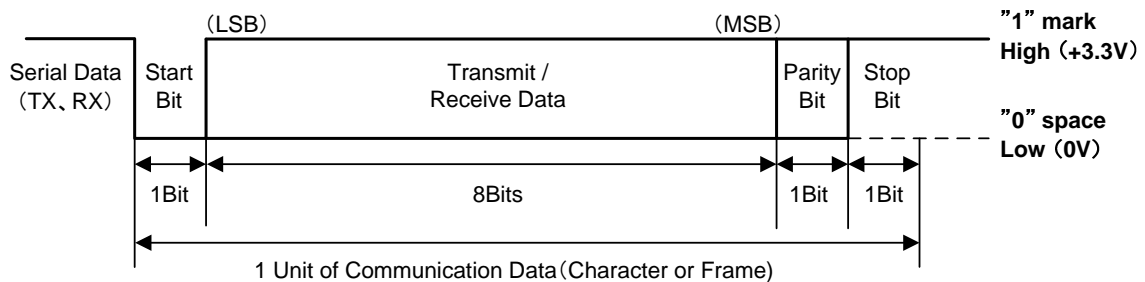 (LSB)
(MSB)
”1” mark
High (+3.3V)
Serial Data
(TX、RX)
Start
Bit
Transmit /
Receive Data
Parity
Bit
Stop
Bit
”0” space
Low (0V)
1Bit
8Bits
1Bit
1Bit
1 Unit of Communication Data(Character or Frame)